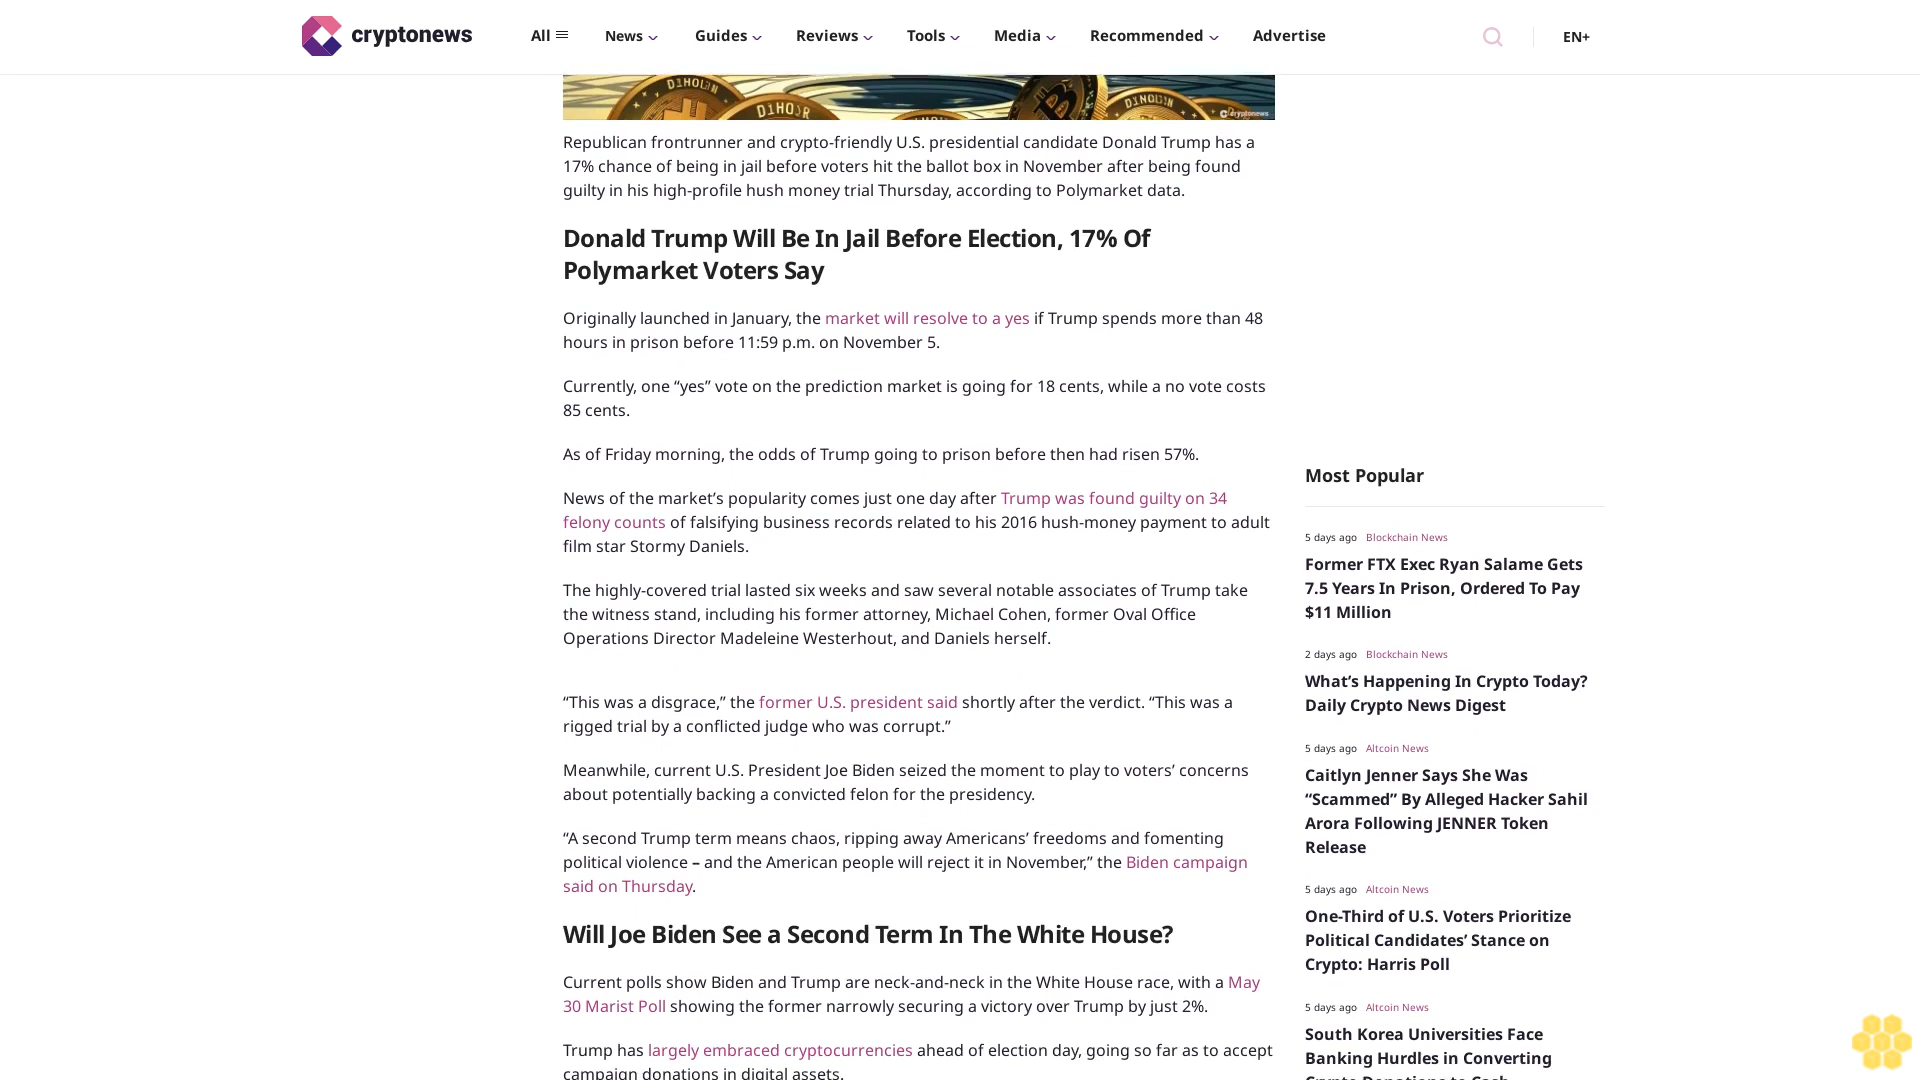 cryptonews
All
News
Guides
Reviews
Tools
Media
Recommended
Advertise
EN+
cryptonews
Republican frontrunner and crypto-friendly U.S. presidential candidate Donald Trump has a
17% chance of being in jail before voters hit the ballot box in November after being found
guilty in his high-profile hush money trial Thursday, according to Polymarket data.
Donald Trump Will Be In Jail Before Election, 17% Of
Polymarket Voters Say
Originally launched in January, the market will resolve to a yes if Trump spends more than 48
hours in prison before 11:59 p.m. on November 5.
Currently, one “yes” vote on the prediction market is going for 18 cents, while a no vote costs
85 cents.
As of Friday morning, the odds of Trump going to prison before then had risen 57%.
News of the market’s popularity comes just one day after Trump was found guilty on 34
felony counts of falsifying business records related to his 2016 hush-money payment to adult
film star Stormy Daniels.
The highly-covered trial lasted six weeks and saw several notable associates of Trump take
the witness stand, including his former attorney, Michael Cohen, former Oval Office
Operations Director Madeleine Westerhout, and Daniels herself.
“This was a disgrace,” the former U.S. president said shortly after the verdict. “This was a
rigged trial by a conflicted judge who was corrupt.”
Meanwhile, current U.S. President Joe Biden seized the moment to play to voters’ concerns
about potentially backing a convicted felon for the presidency.
“A second Trump term means chaos, ripping away Americans’ freedoms and fomenting
political violence – and the American people will reject it in November,” the Biden campaign
said on Thursday.
Will Joe Biden See a Second Term In The White House?
Current polls show Biden and Trump are neck-and-neck in the White House race, with a May
30 Marist Poll showing the former narrowly securing a victory over Trump by just 2%.
Trump has largely embraced cryptocurrencies ahead of election day, going so far as to accept
campaign donations in digital assets.
Most Popular
5 days ago Blockchain News
Former FTX Exec Ryan Salame Gets
7.5 Years In Prison, Ordered To Pay
$11 Million
2 days ago Blockchain News
What’s Happening In Crypto Today?
Daily Crypto News Digest
5 days ago Altcoin News
Caitlyn Jenner Says She Was
“Scammed” By Alleged Hacker Sahil
Arora Following JENNER Token
Release
5 days ago Altcoin News
One-Third of U.S. Voters Prioritize
Political Candidates’ Stance on
Crypto: Harris Poll
5 days ago Altcoin News
South Korea Universities Face
Banking Hurdles in Converting
Crypto Donations to Cash